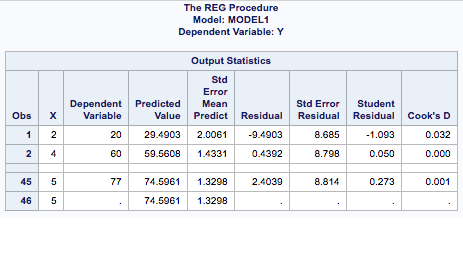 The REG Procedure
Model: MODEL1
Dependent Variable: Y
Output Statistics
Obs X Dependent Variable Predicted Value Std Error Mean Predict Residual Std Error Residual Student Residual Cook's D
1 2 20 29.4903 2.0061 -9.4903 8.685 -1.093 0.032
2 4 60 59.5608 1.4331 0.4392 8.798 0.050 0.000
45 5 77 74.5961 1.3298 2.4039 8.814 0.273 0.001
46 5 . 74.5961 1.3298 . . . .